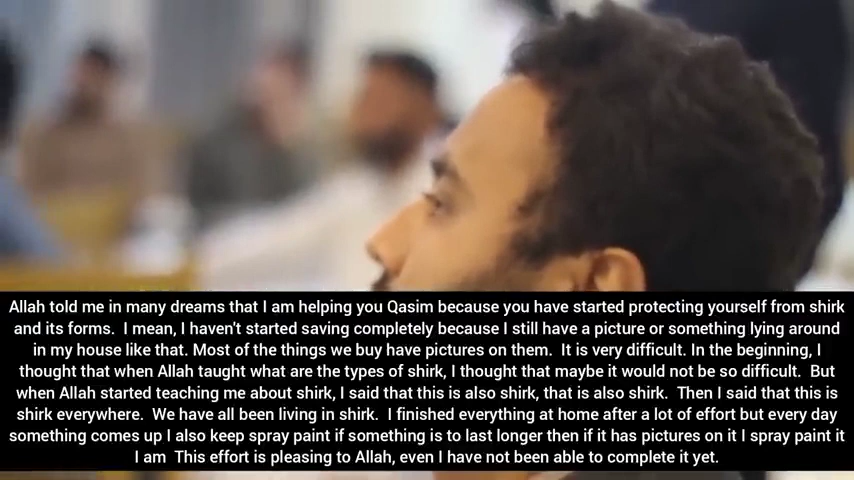 Allah told me in many dreams that I am helping you Qasim because you have started protecting yourself from shirk
and its forms.  I mean, I haven't started saving completely because I still have a picture or something lying around
in my house like that. Most of the things we buy have pictures on them.  It is very difficult. In the beginning, I
thought that when Allah taught what are the types of shirk, I thought that maybe it would not be so difficult.  But
when Allah started teaching me about shirk, I said that this is also shirk, that is also shirk.  Then I said that this is
shirk everywhere.  We have all been living in shirk.  I finished everything at home after a lot of effort but every day
something comes up I also keep spray paint if something is to last longer then if it has pictures on it I spray paint it
I am  This effort is pleasing to Allah, even I have not been able to complete it yet.